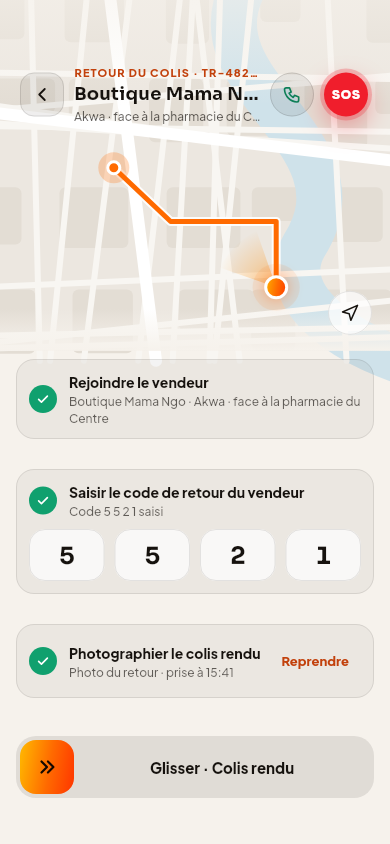 RETOUR DU COLIS · TR-482…
Boutique Mama N…
Akwa · face à la pharmacie du C…
SOS
Rejoindre le vendeur
Boutique Mama Ngo · Akwa · face à la pharmacie du
Centre
Saisir le code de retour du vendeur
Code 5 5 2 1 saisi
5 5 2 1
Photographier le colis rendu
Photo du retour · prise à 15:41
Reprendre
Glisser · Colis rendu